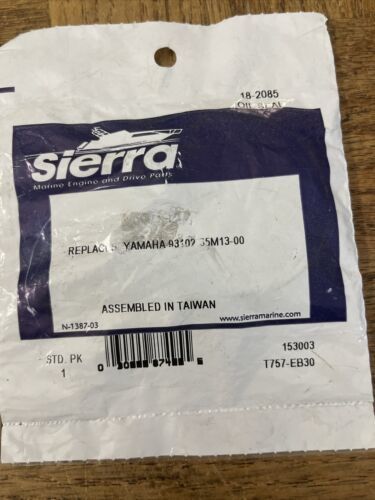 18-2085
OIL SEAL
Sierra
Marine Engine and Drive Parts
YAMAHA 93102 35M13-00
ASSEMBLED IN TAIWAN
N-1387-03
www.sierramarine.com
STD. PK
1
153003
T757-EB30